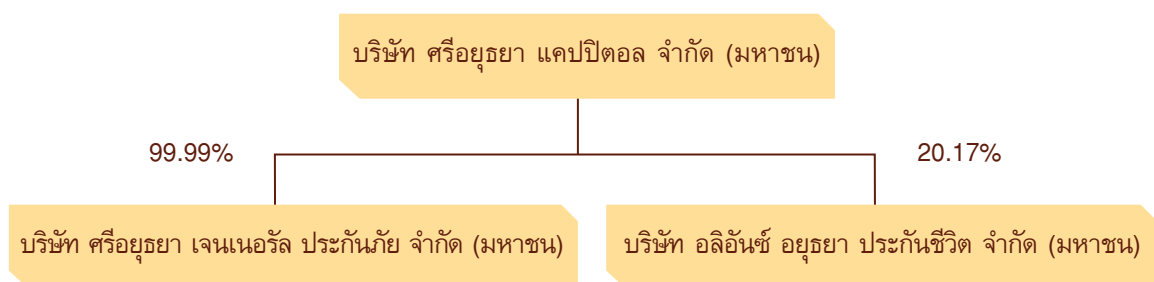 บริษัท ศรีอยุธยา แคปปิตอล จำกัด (มหาชน)
99.99%
20.17%
บริษัท ศรีอยุธยา เจนเนอรัล ประกันภัย จำกัด (มหาชน)
บริษัท อลิอันซ์ อยุธยา ประกันชีวิต จำกัด (มหาชน)